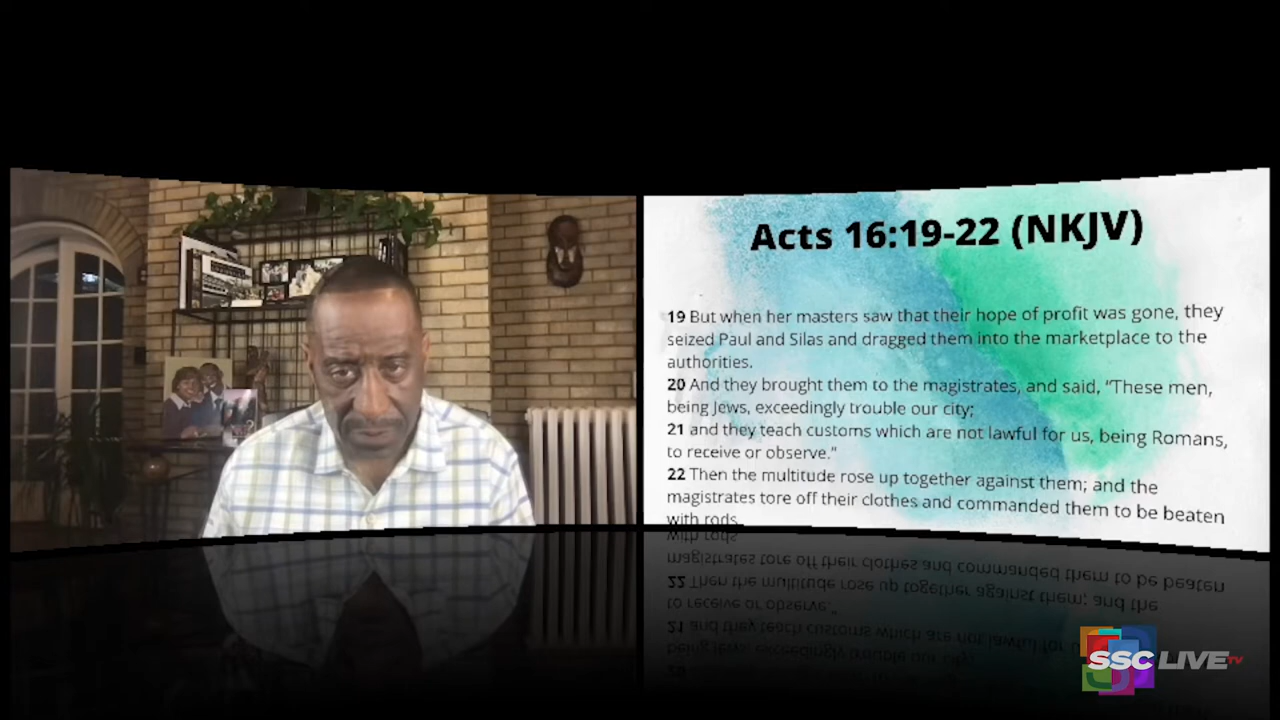 Acts 16:19-22 (NKJV)
19 But when her masters saw that their hope of profit was gone, they
seized Paul and Silas and dragged them into the marketplace to the
authorities.
20 And they brought them to the magistrates, and said, “These men,
being Jews, exceedingly trouble our city;
21 and they teach customs which are not lawful for us, being Romans,
to receive or observe.”
22 Then the multitude rose up together against them; and the
magistrates tore off their clothes and commanded them to be beaten
with rods.
SSC LIVE TV